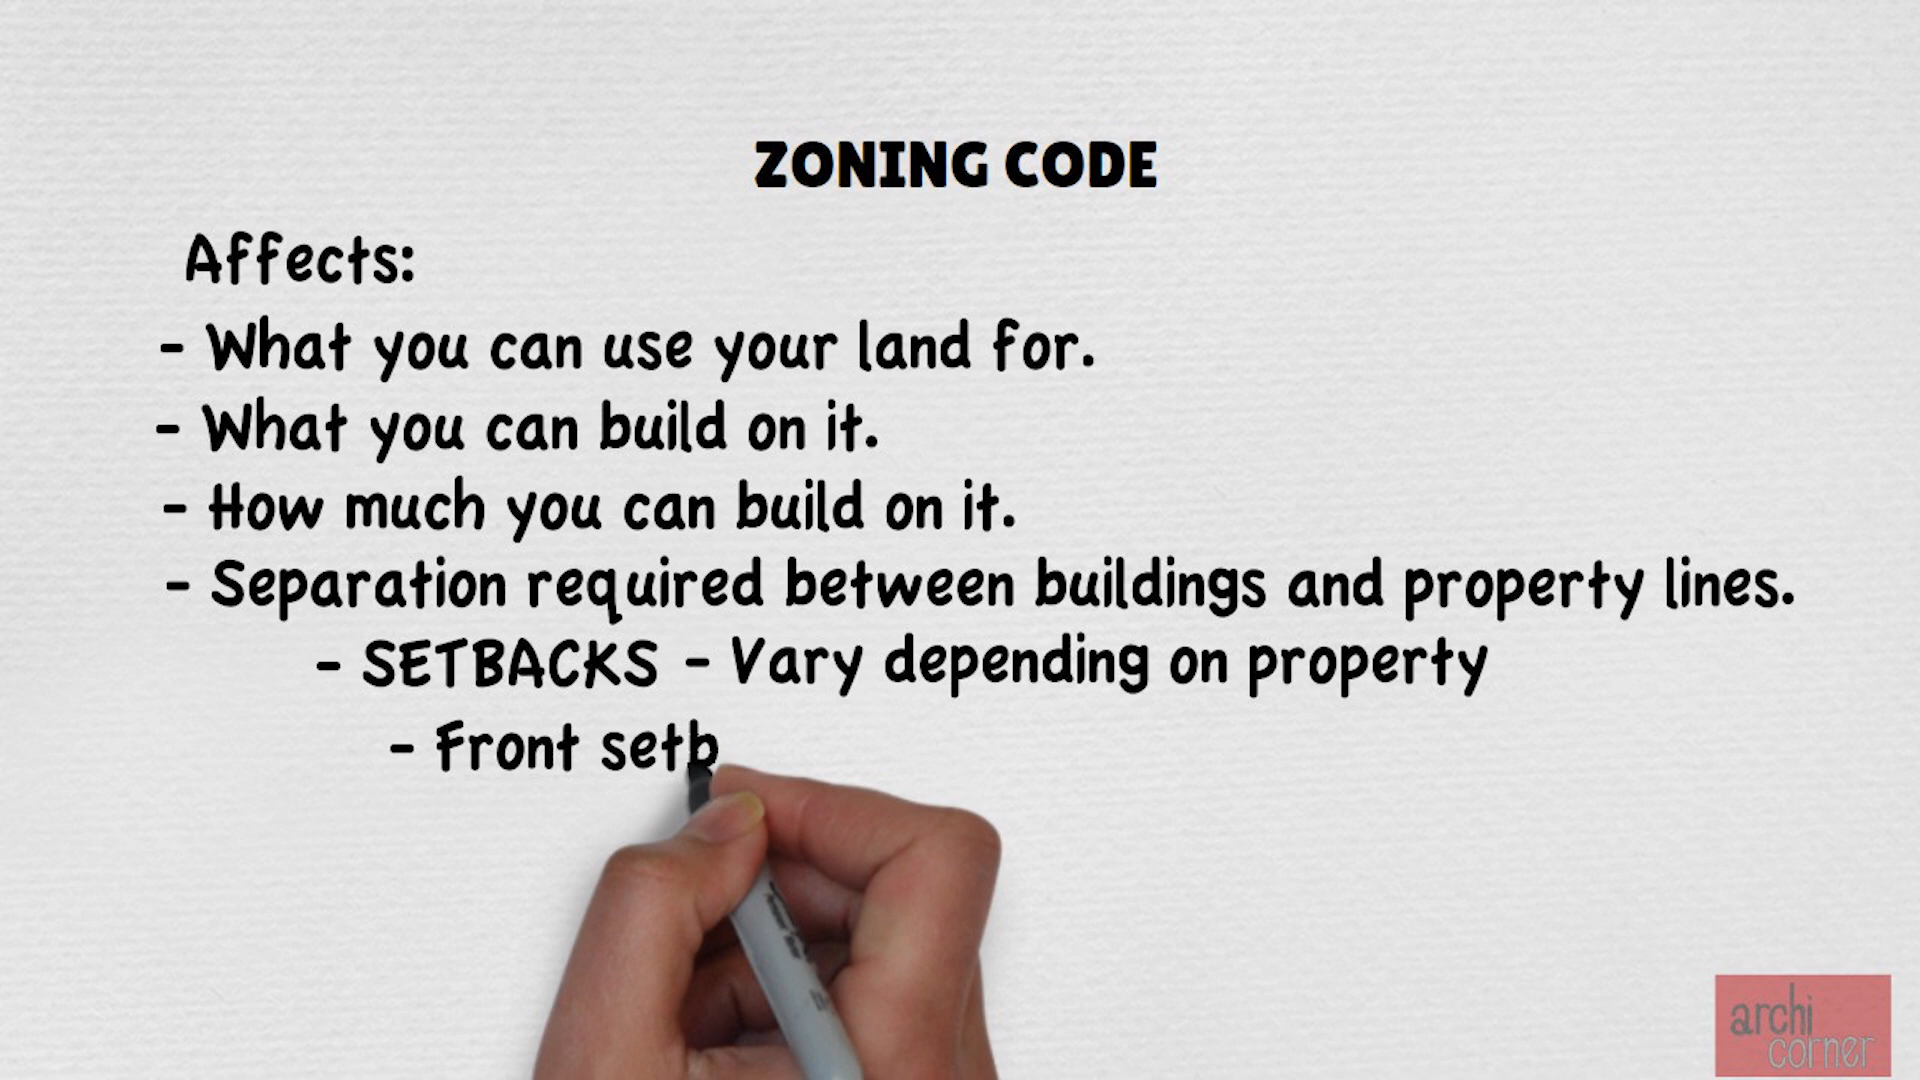 ZONING CODE
Affects:
- What you can use your land for.
- What you can build on it.
- How much you can build on it.
- Separation required between buildings and property lines.
- SETBACKS - Vary depending on property
- Front setb
archi
corner